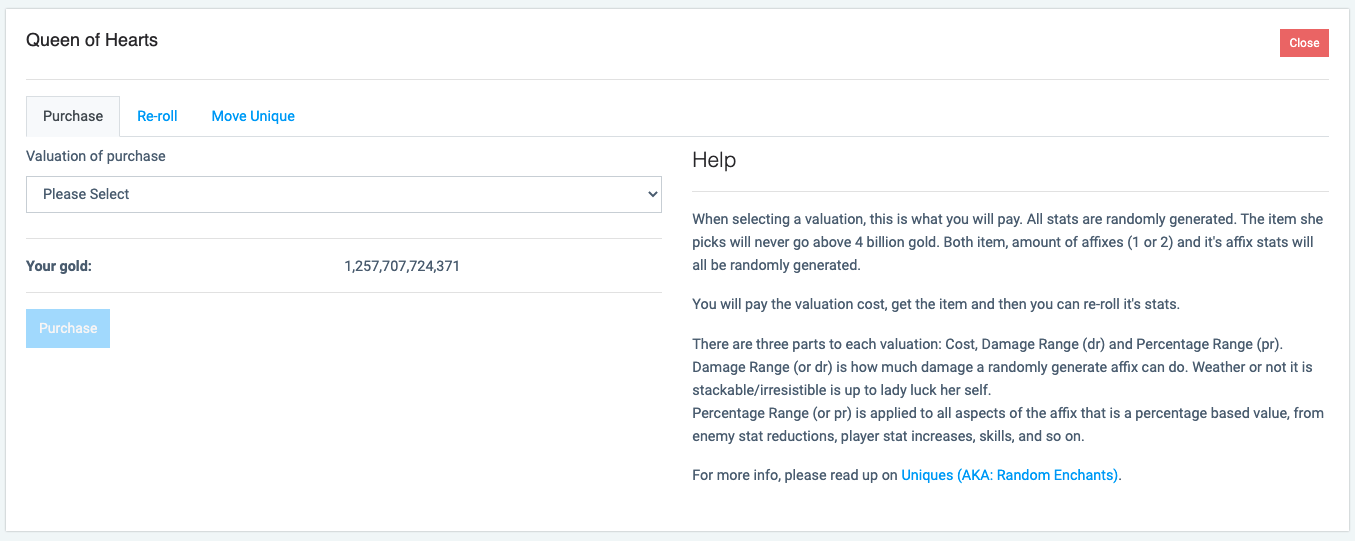 Queen of Hearts
Close
Purchase
Re-roll
Move Unique
Valuation of purchase
Please Select
Your gold:
1,257,707,724,371
Purchase
Help
When selecting a valuation, this is what you will pay. All stats are randomly generated. The item she
picks will never go above 4 billion gold. Both item, amount of affixes (1 or 2) and it's affix stats will
all be randomly generated.
You will pay the valuation cost, get the item and then you can re-roll it's stats.
There are three parts to each valuation: Cost, Damage Range (dr) and Percentage Range (pr).
Damage Range (or dr) is how much damage a randomly generate affix can do. Weather or not it is
stackable/irresistible is up to lady luck her self.
Percentage Range (or pr) is applied to all aspects of the affix that is a percentage based value, from
enemy stat reductions, player stat increases, skills, and so on.
For more info, please read up on Uniques (AKA: Random Enchants).